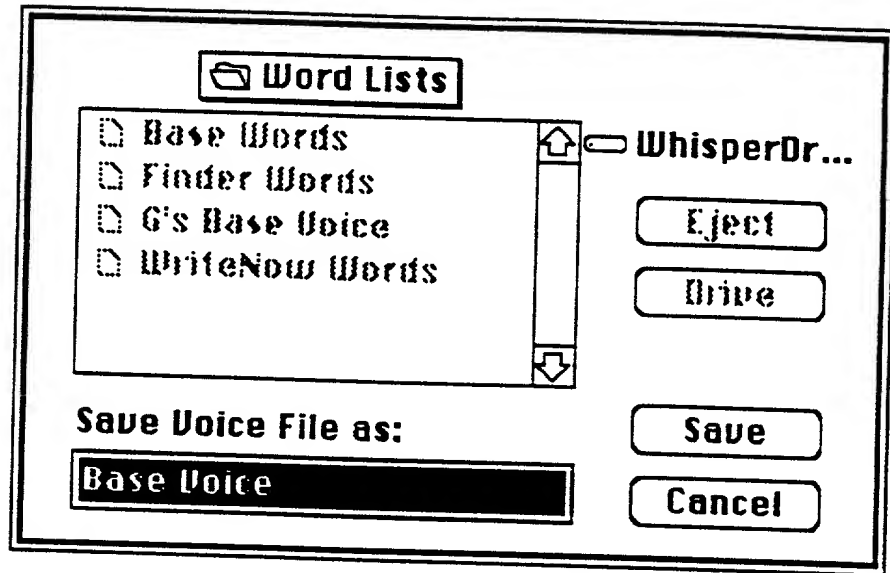 Word Lists
Base Words
Finder Words
G's Base Voice
WriteNow Words
WhisperDr...
Eject
Drive
Save Voice File as:
Base Voice
Save
Cancel